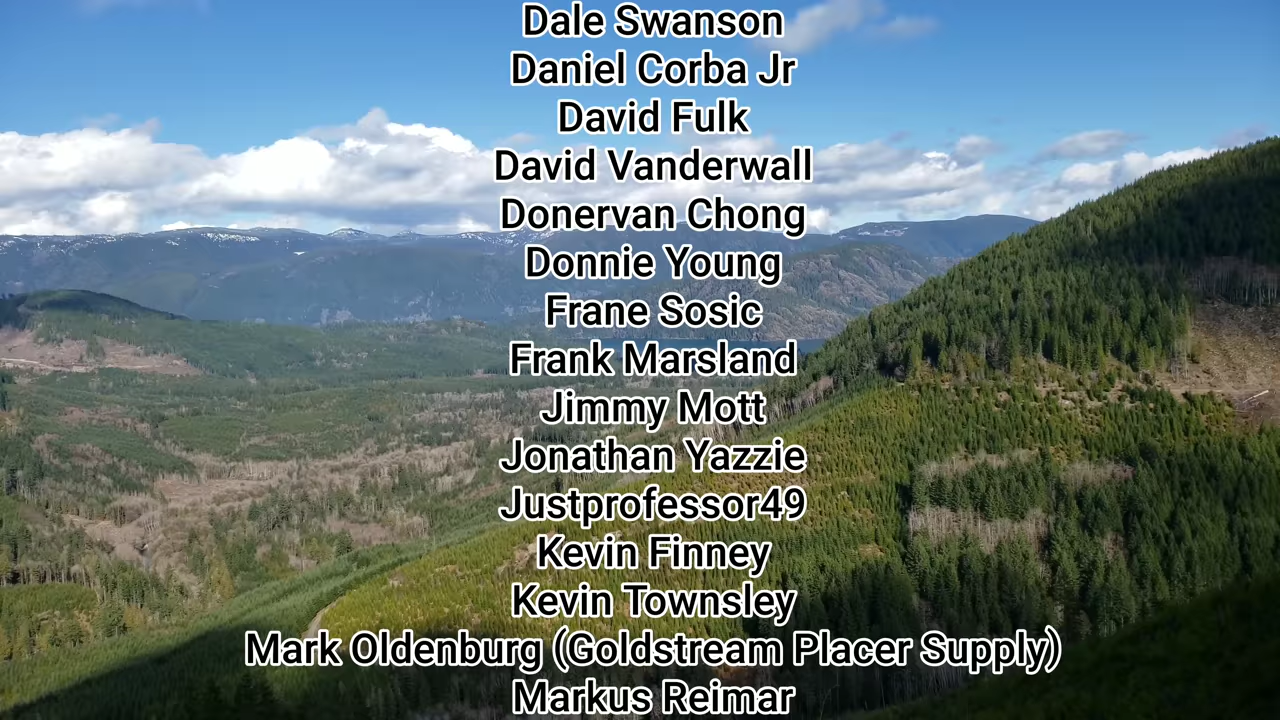 Dale Swanson
Daniel Corba Jr
David Fulk
David Vanderwall
Donervan Chong
Donnie Young
Frane Sosic
Frank Marsland
Jimmy Mott
Jonathan Yazzie
Justprofessor49
Kevin Finney
Kevin Townsley
Mark Oldenburg (Goldstream Placer Supply)
Markus Reimar